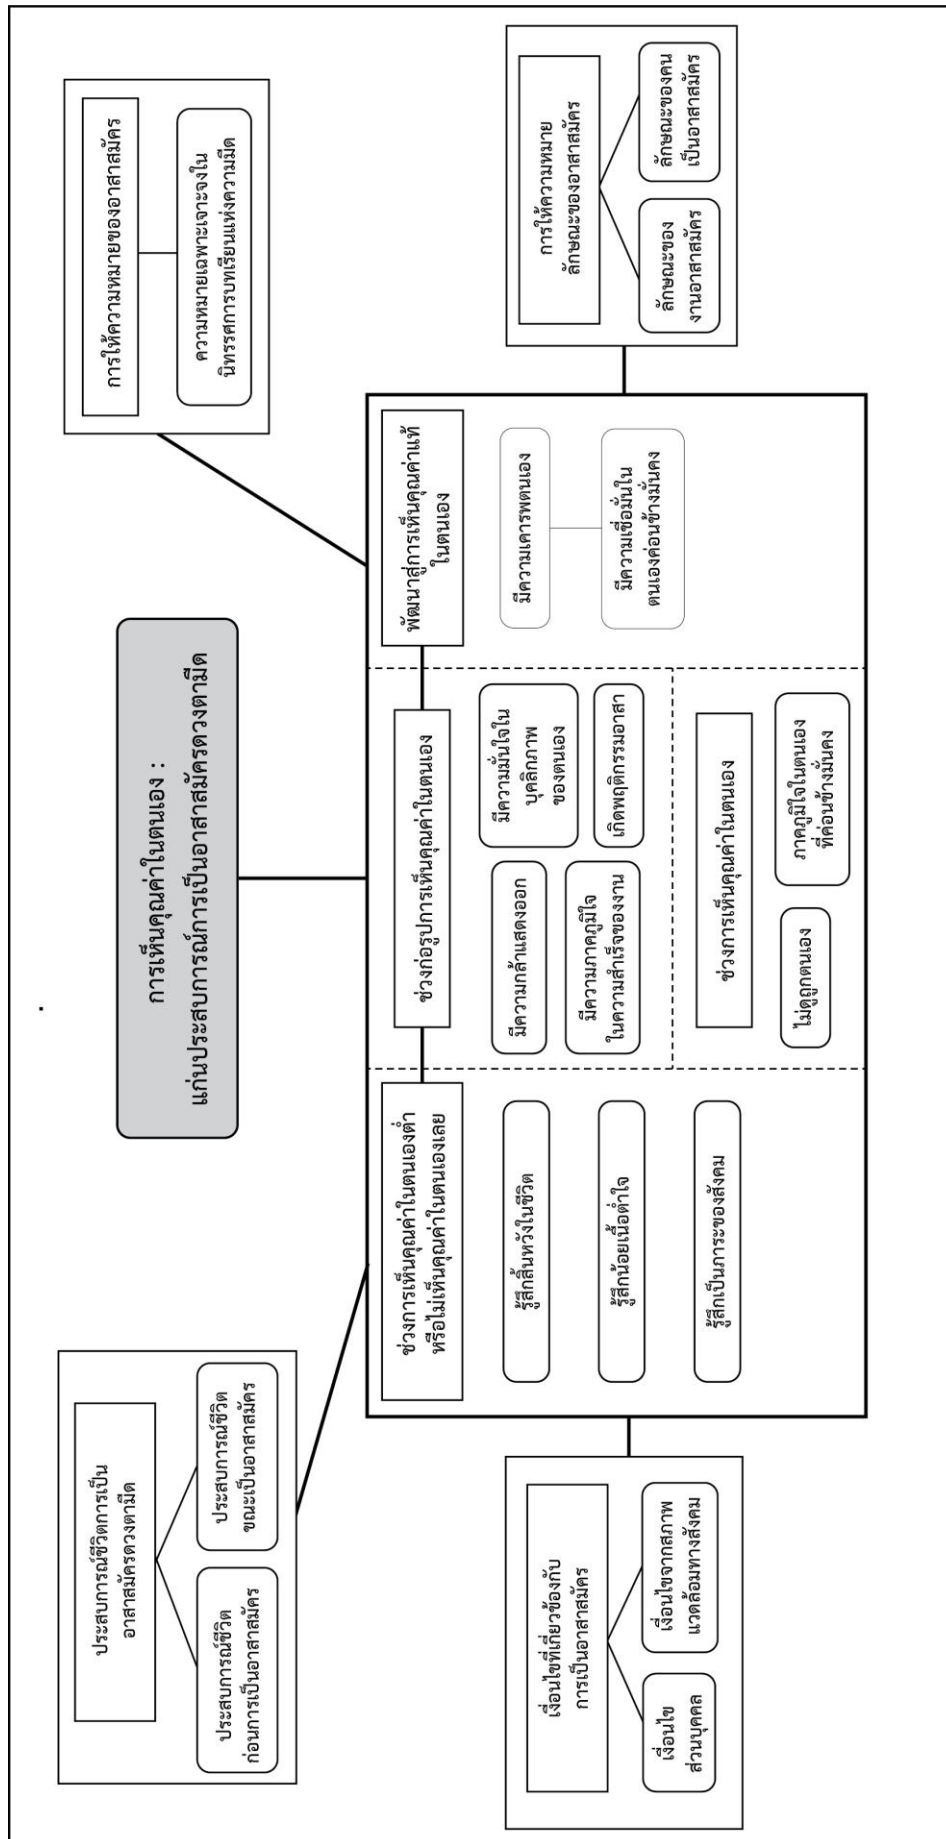 การเห็นคุณค่าในตนเอง :
แก่นประสบการณ์การเป็นอาสาสมัครดวงตามืด
ประสบการณ์ชีวิตการเป็น
อาสาสมัครดวงตามืด
ประสบการณ์ชีวิต
ก่อนการเป็นอาสาสมัคร
ประสบการณ์ชีวิต
ขณะเป็นอาสาสมัคร
การให้ความหมายของอาสาสมัคร
ความหมายเฉพาะเจาะจงใน
นิทรรศการบทเรียนแห่งความมืด
ช่วงการเห็นคุณค่าในตนเองต่ำ
หรือไม่เห็นคุณค่าในตนเองเลย
รู้สึกสิ้นหวังในชีวิต
รู้สึกน้อยเนื้อต่ำใจ
รู้สึกเป็นภาระของสังคม
ช่วงก่อรูปการเห็นคุณค่าในตนเอง
มีความกล้าแสดงออก
มีความมั่นใจใน
บุคลิกภาพ
ของตนเอง
มีความภาคภูมิใจ
ในความสำเร็จของงาน
เกิดพฤติกรรมอาสา
ช่วงการเห็นคุณค่าในตนเอง
ไม่ดูถูกตนเอง
ภาคภูมิใจในตนเอง
ที่ค่อนข้างมั่นคง
พัฒนาสู่การเห็นคุณค่าแท้
ในตนเอง
มีความเคารพตนเอง
มีความเชื่อมั่นใน
ตนเองค่อนข้างมั่นคง
เงื่อนไขที่เกี่ยวข้องกับ
การเป็นอาสาสมัคร
เงื่อนไข
ส่วนบุคคล
เงื่อนไขจากสภาพ
แวดล้อมทางสังคม
การให้ความหมาย
ลักษณะของอาสาสมัคร
ลักษณะของ
งานอาสาสมัคร
ลักษณะของคน
เป็นอาสาสมัคร